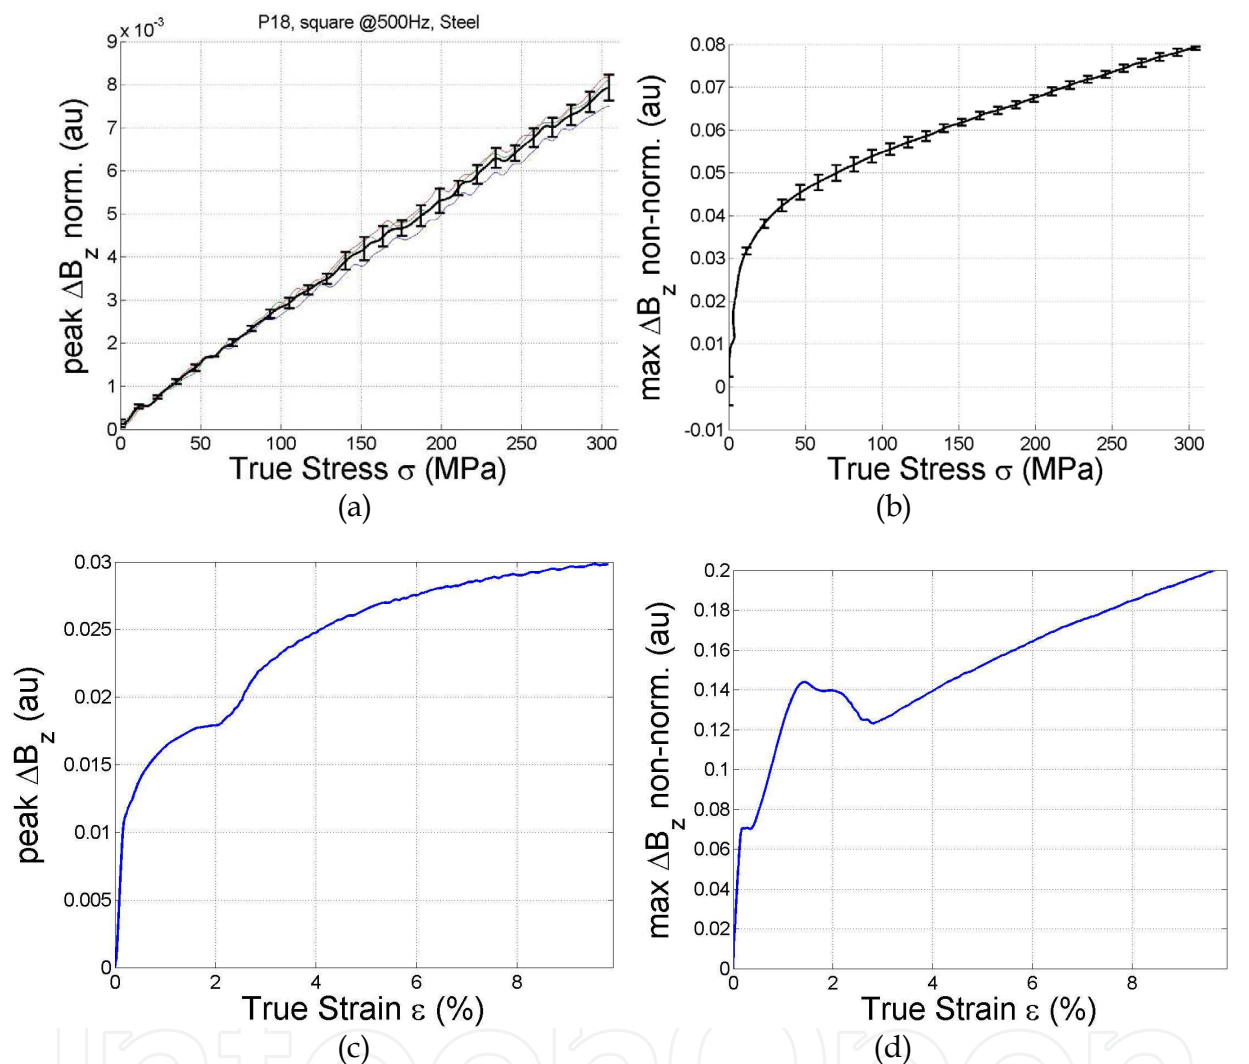 P18, square @500Hz, Steel
x 10⁻³
9
8
7
6
5
4
3
2
1
0
peak ΔB_z norm. (au)
0 50 100 150 200 250 300
True Stress σ (MPa)
(a)
0.08
0.07
0.06
0.05
0.04
0.03
0.02
0.01
0
-0.01
max ΔB_z non-norm. (au)
0 50 100 150 200 250 300
True Stress σ (MPa)
(b)
0.03
0.025
0.02
0.015
0.01
0.005
0
peak ΔB_z (au)
0 2 4 6 8
True Strain ε (%)
(c)
0.2
0.18
0.16
0.14
0.12
0.1
0.08
0.06
0.04
0.02
0
max ΔB_z non-norm. (au)
0 2 4 6 8
True Strain ε (%)
(d)